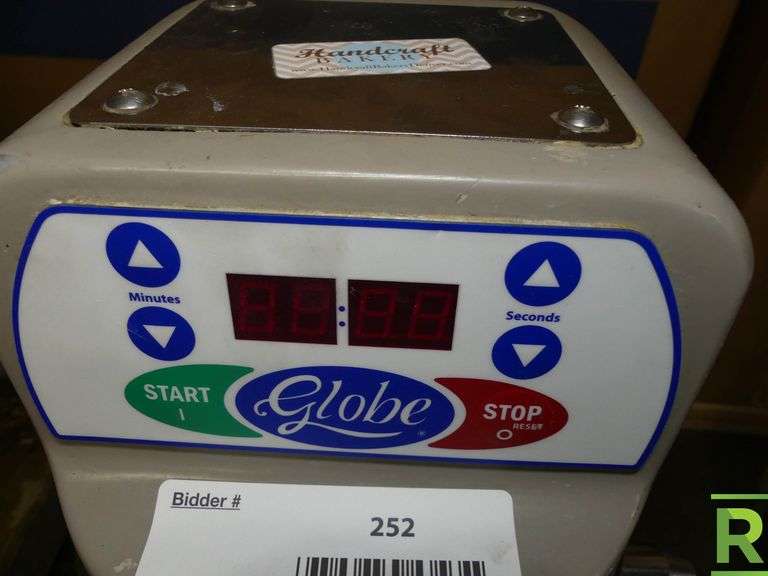 Handcraft
BAKERY
Minutes
Seconds
START
I
Globe
STOP
RESET
O
Bidder #
252
R